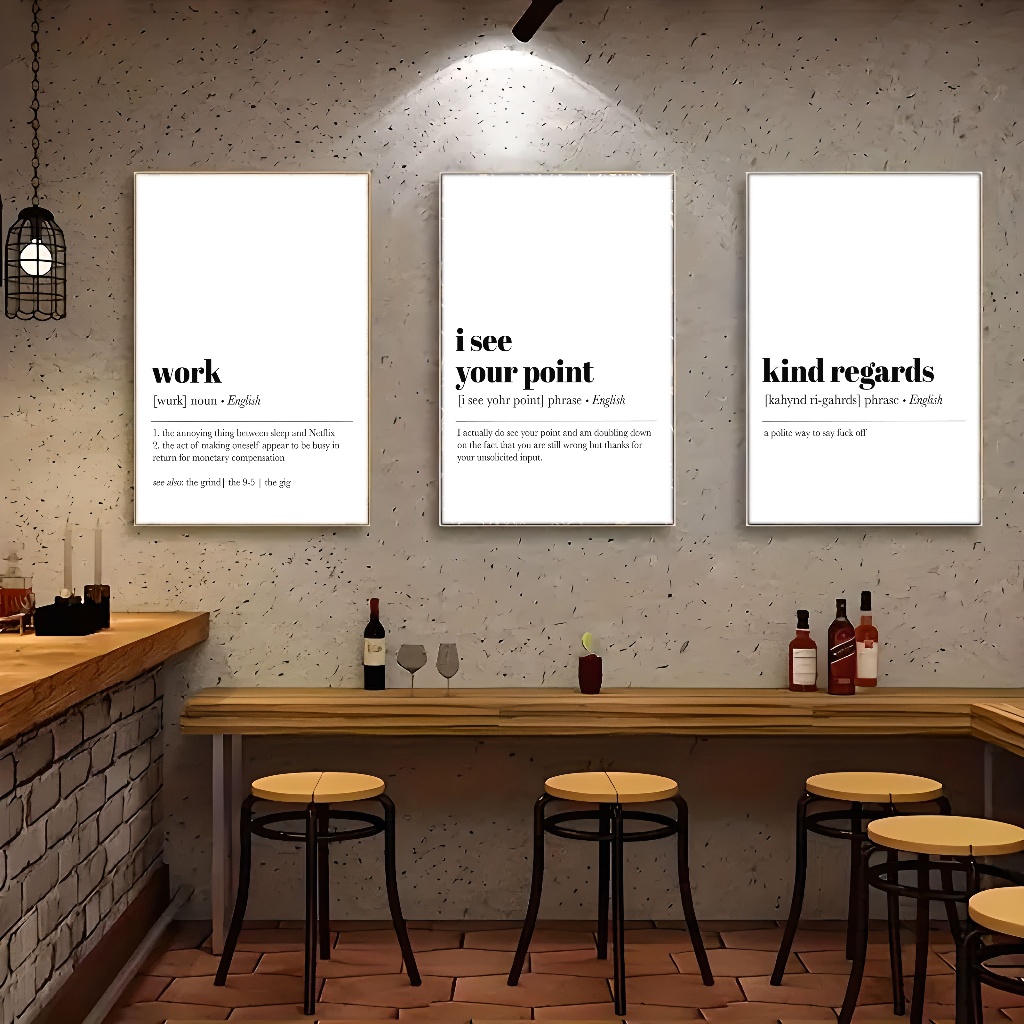 work
[wurk] noun • English
1. the annoying thing between sleep and Netflix
2. the act of making oneself appear to be busy in
return for monetary compensation
see also: the grind| the 9-5 | the gig
i see
your point
[i see yohr point] phrase • English
I actually do see your point and am doubling down
on the fact that you are still wrong but thanks for
your unsolicited input.
kind regards
[kahynd ri-gahrds] phrase • English
a polite way to say fuck off